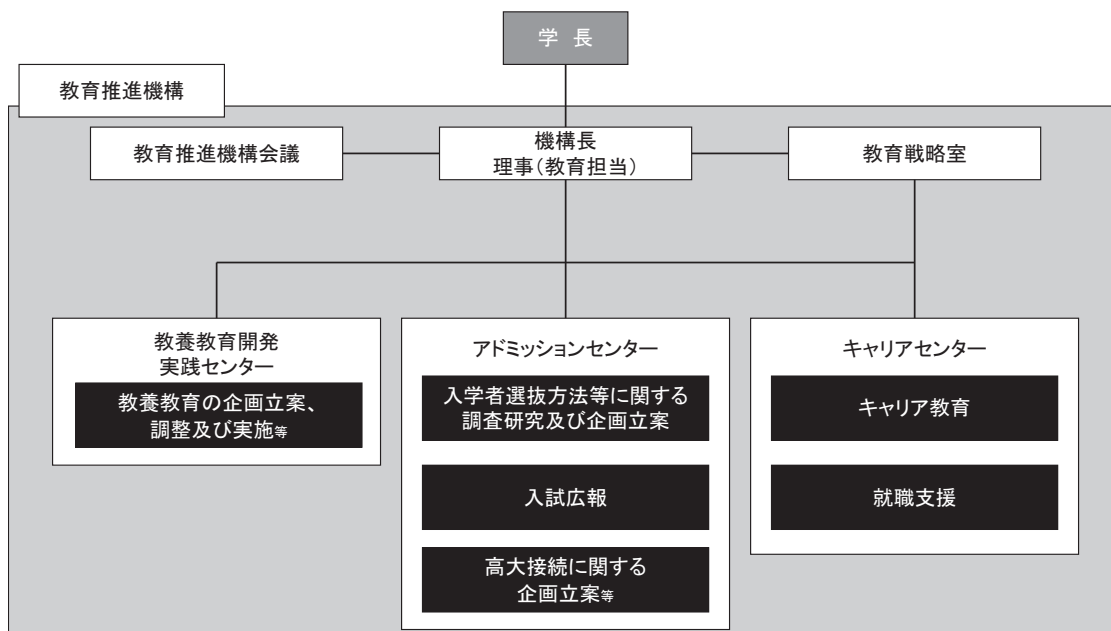 学 長
教育推進機構
教育推進機構会議
機構長
理事(教育担当)
教育戦略室
教養教育開発
実践センター
教養教育の企画立案、
調整及び実施等
アドミッションセンター
入学者選抜方法等に関する
調査研究及び企画立案
入試広報
高大接続に関する
企画立案等
キャリアセンター
キャリア教育
就職支援